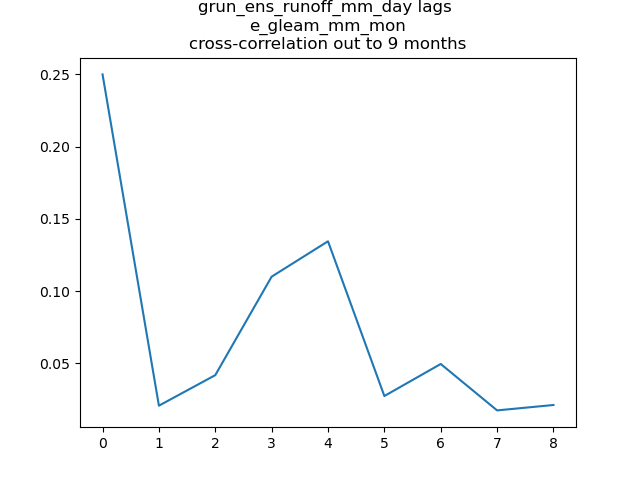 grun_ens_runoff_mm_day lags
e_gleam_mm_mon
cross-correlation out to 9 months
0.25
0.20
0.15
0.10
0.05
0 1 2 3 4 5 6 7 8